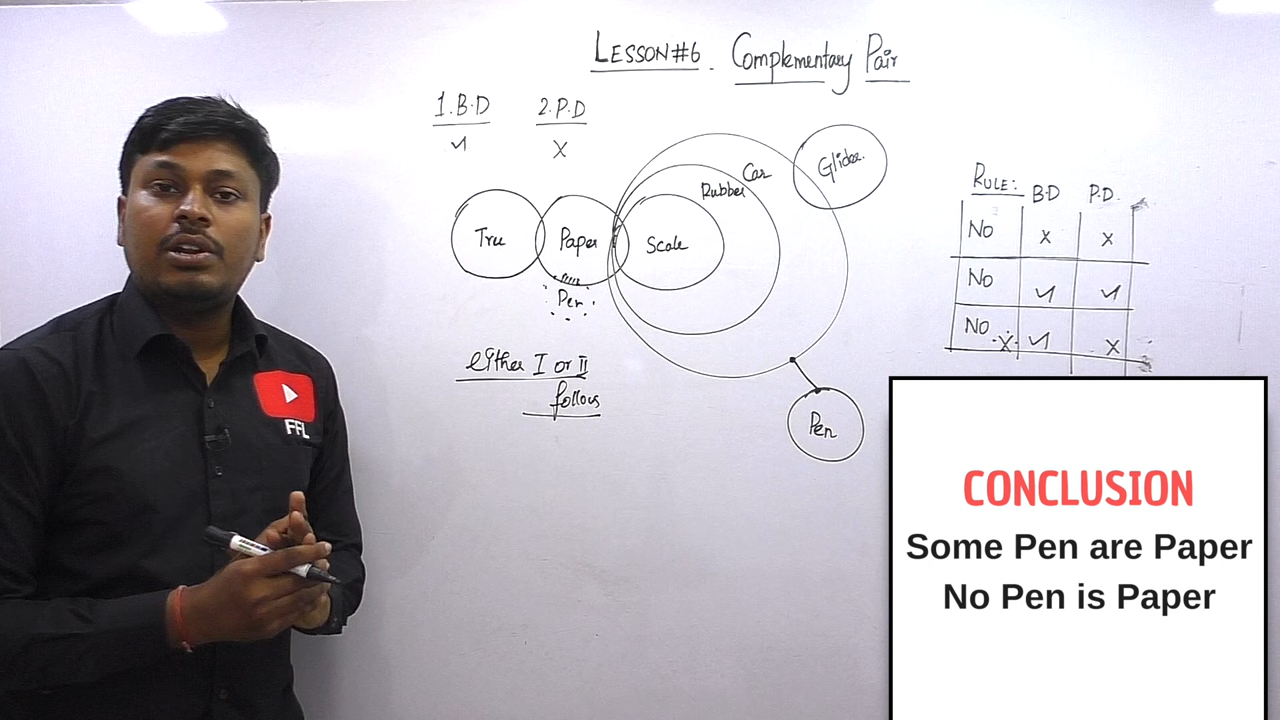 LESSON#6. Complementary Pair
1.B.D 2.P.D
✓ X
Tree
Paper
Scale
Rubber
Car
Glider
Pen
either I or II
follows
Pen
RULE: B.D P.D.
No X X
No ✓ ✓
No X ✓ X
FFL
CONCLUSION
Some Pen are Paper
No Pen is Paper